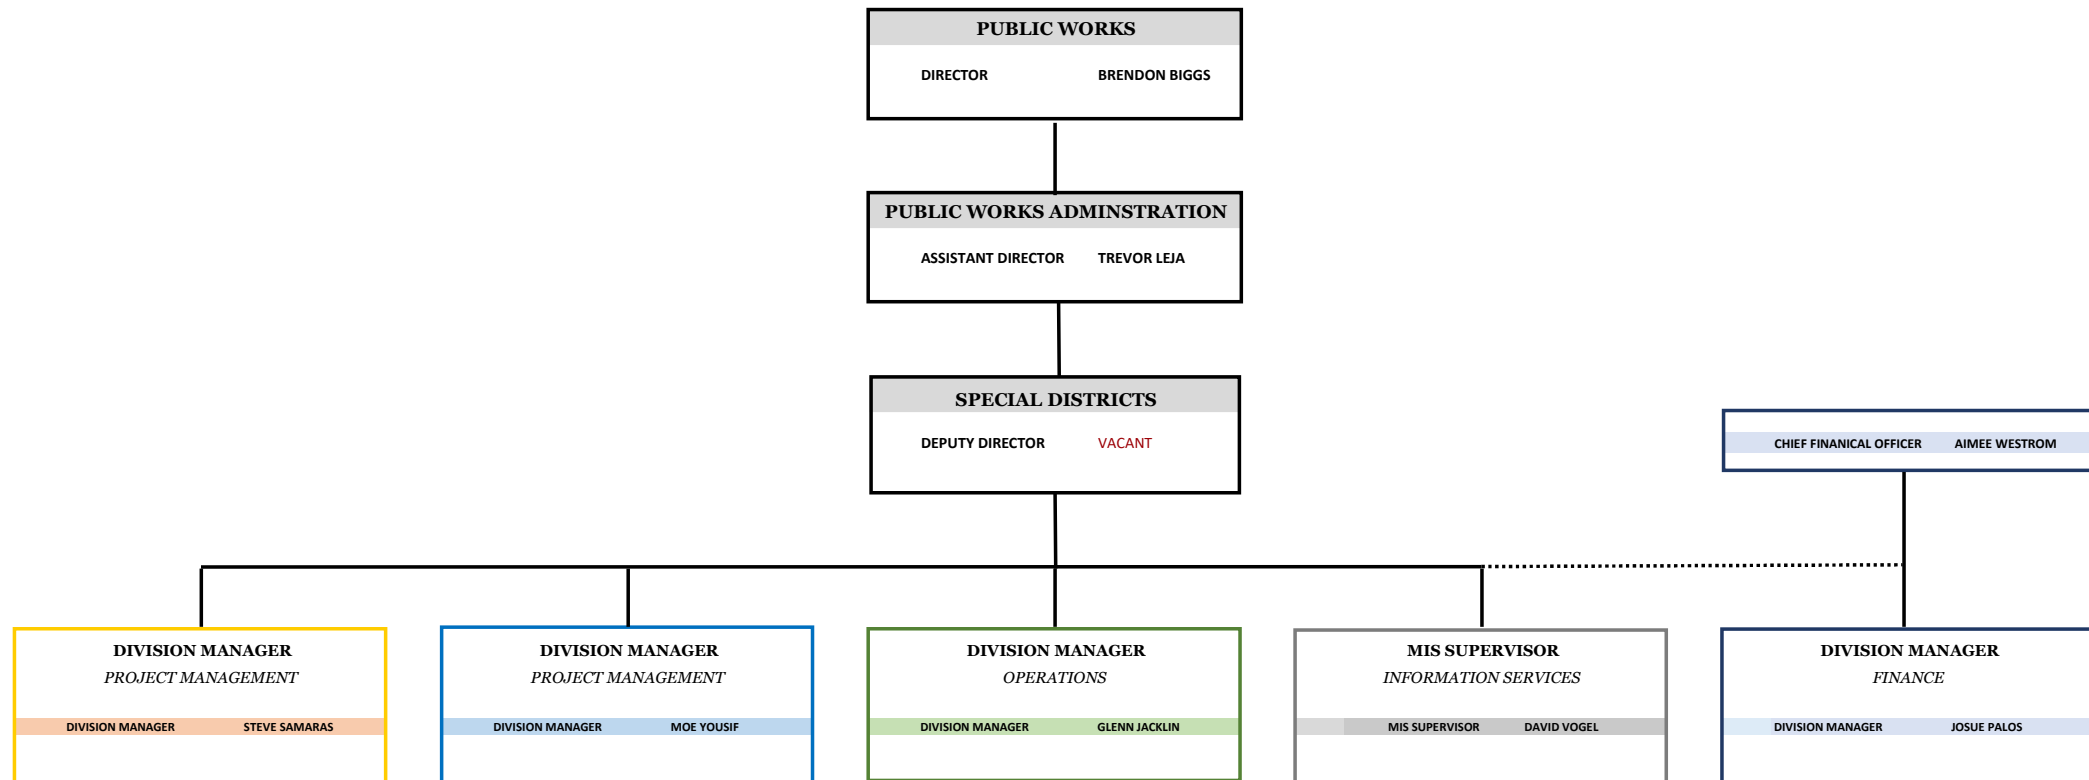 PUBLIC WORKS
DIRECTOR BRENDON BIGGS
PUBLIC WORKS ADMINSTRATION
ASSISTANT DIRECTOR TREVOR LEJA
SPECIAL DISTRICTS
DEPUTY DIRECTOR VACANT
CHIEF FINANICAL OFFICER AIMEE WESTROM
DIVISION MANAGER
PROJECT MANAGEMENT
DIVISION MANAGER STEVE SAMARAS
DIVISION MANAGER
PROJECT MANAGEMENT
DIVISION MANAGER MOE YOUSIF
DIVISION MANAGER
OPERATIONS
DIVISION MANAGER GLENN JACKLIN
MIS SUPERVISOR
INFORMATION SERVICES
MIS SUPERVISOR DAVID VOGEL
DIVISION MANAGER
FINANCE
DIVISION MANAGER JOSUE PALOS